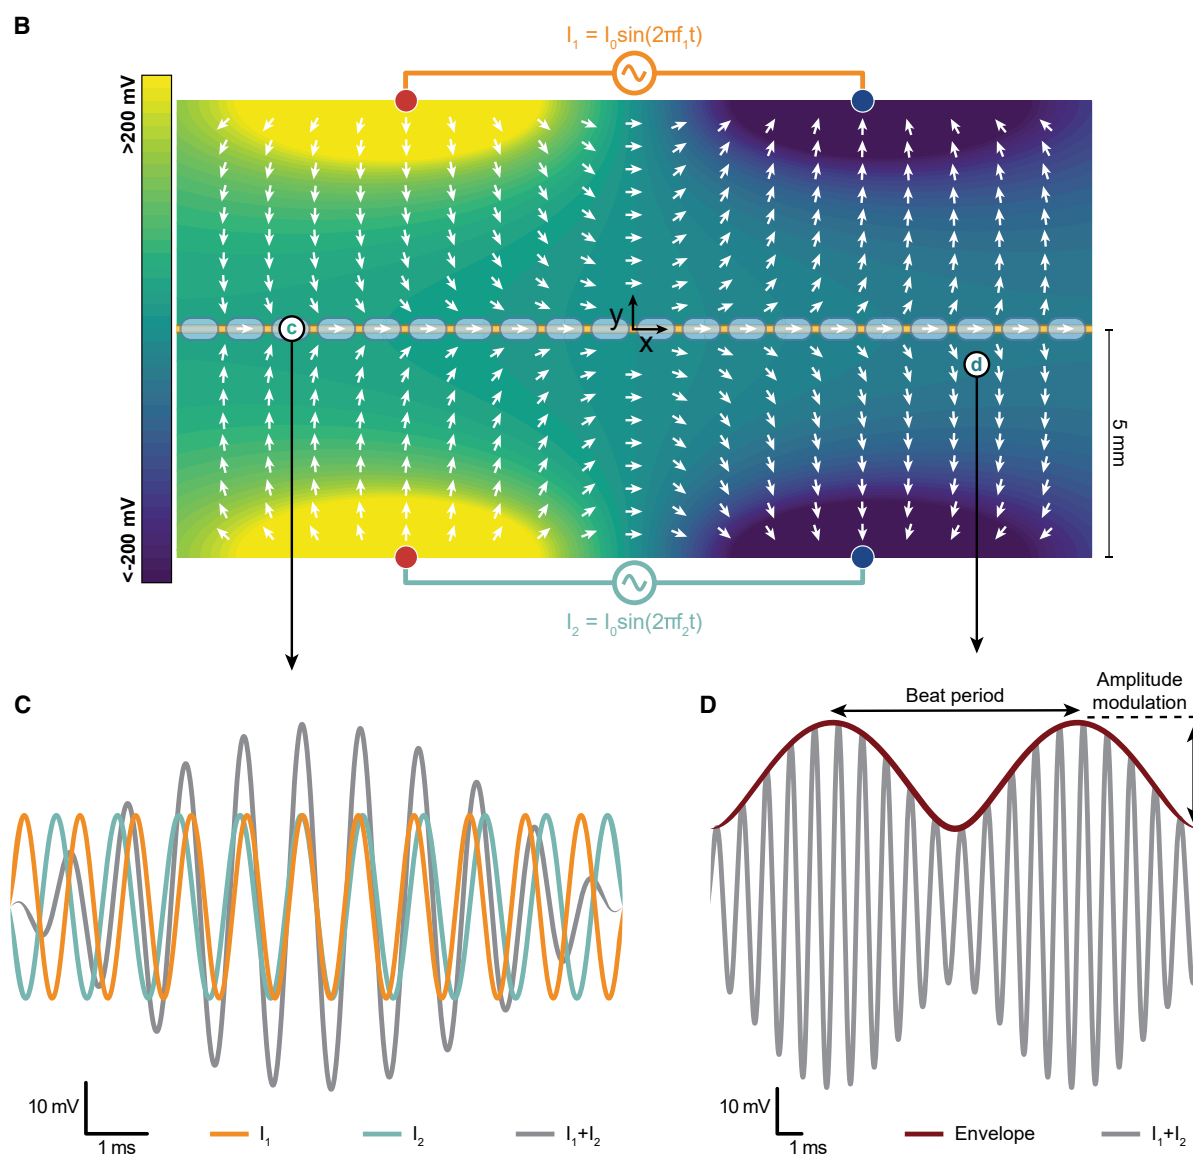 B
I₁ = I₀sin(2πf₁t)
>200 mV
<-200 mV
c
y
x
d
5 mm
I₂ = I₀sin(2πf₂t)
C
D
Beat period
Amplitude
modulation
10 mV
1 ms
I₁
I₂
I₁+I₂
10 mV
1 ms
Envelope
I₁+I₂